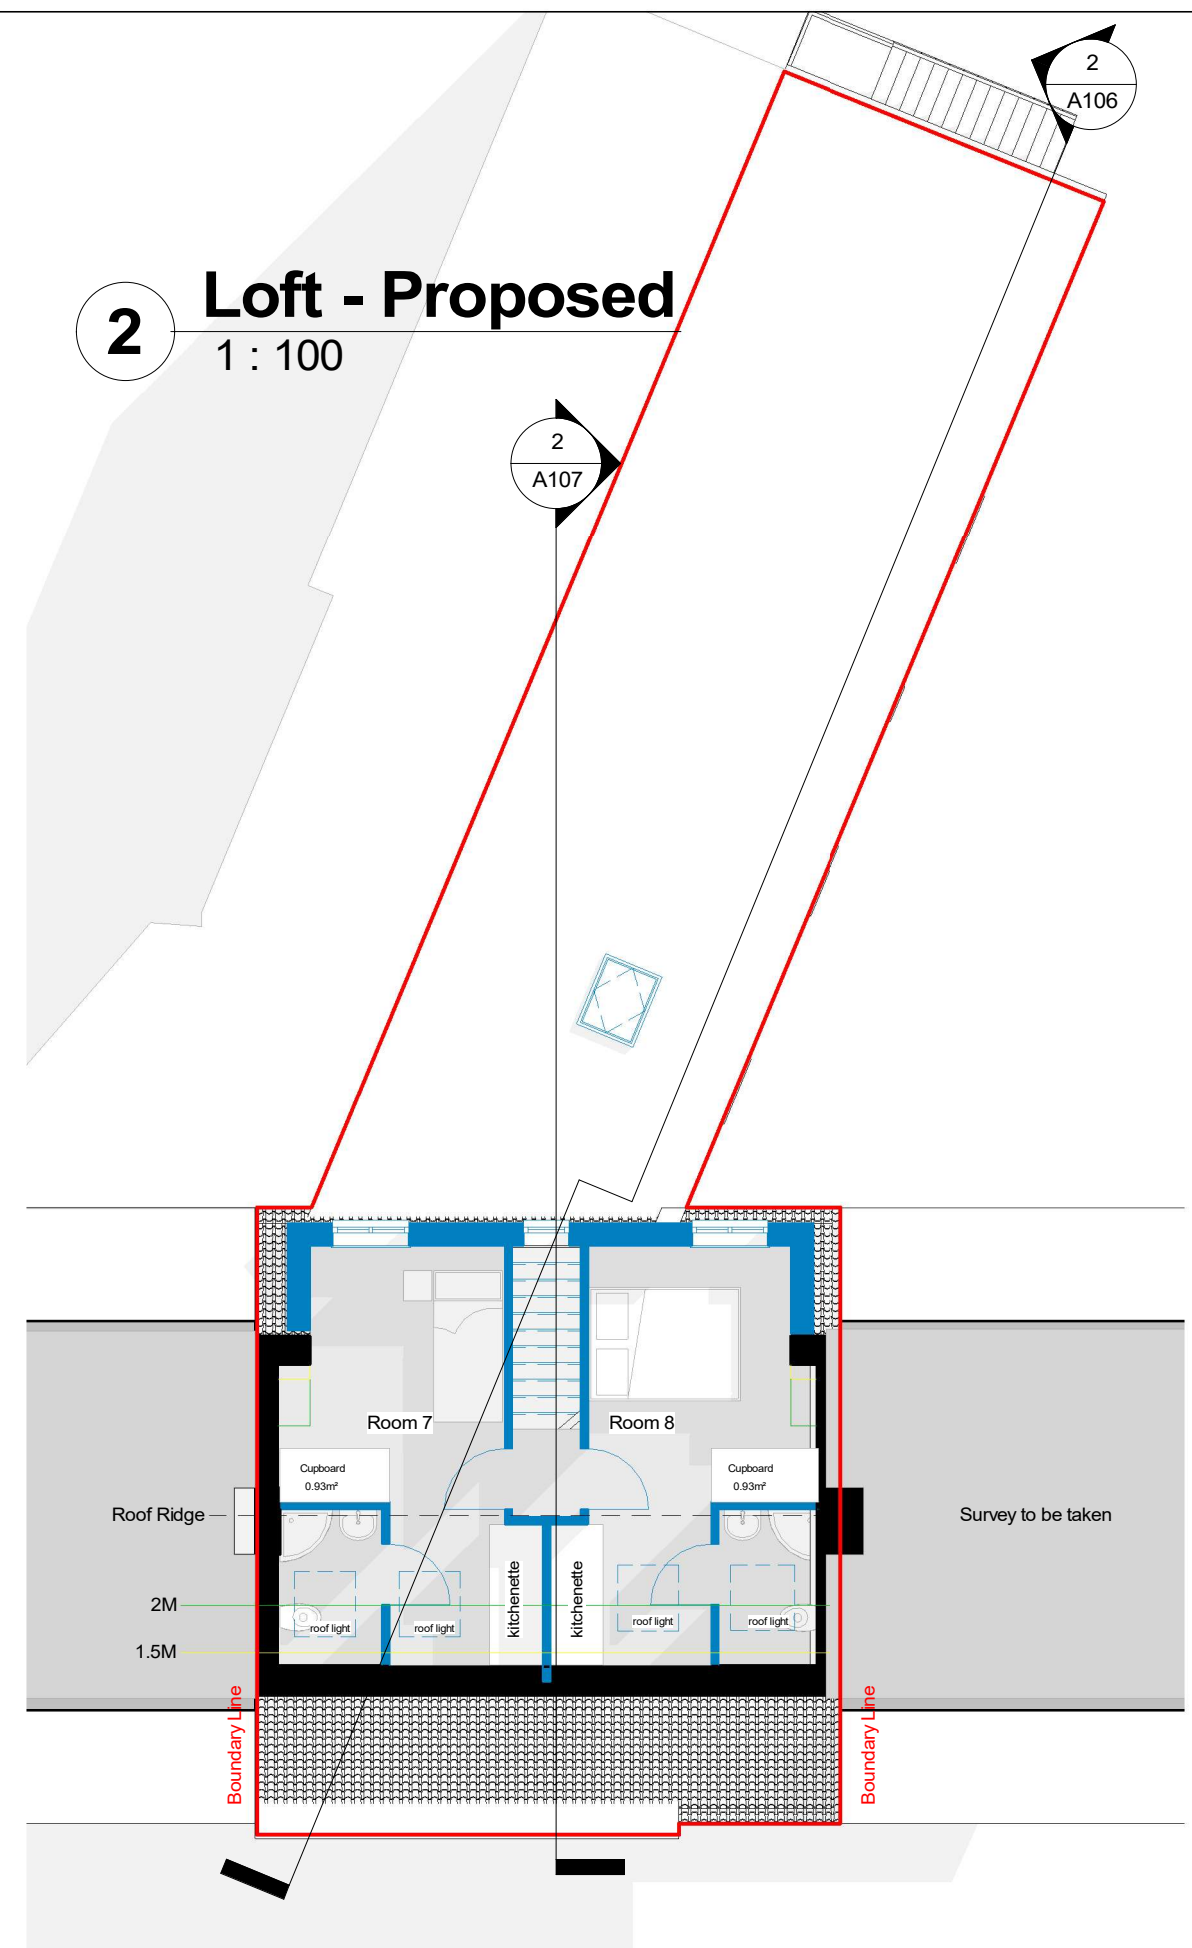 2
A106
2
Loft - Proposed
1 : 100
2
A107
Room 7
Room 8
Cupboard
0.93m²
Cupboard
0.93m²
Roof Ridge
Survey to be taken
kitchenette
kitchenette
2M
roof light
roof light
roof light
roof light
1.5M
Boundary Line
Boundary Line